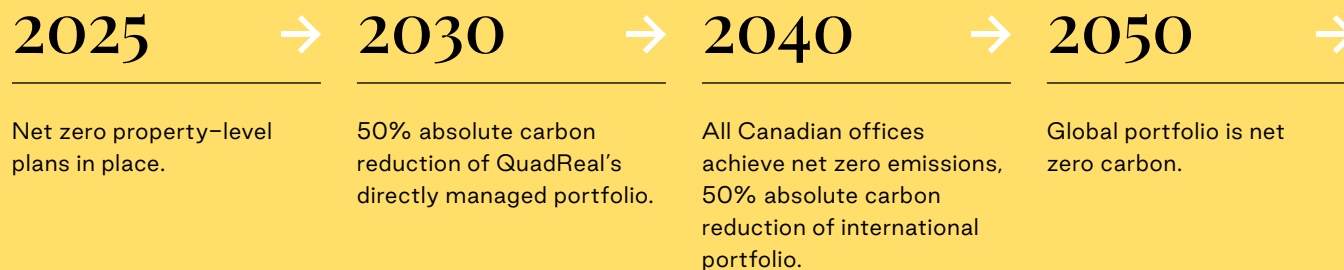 2025
Net zero property-level
plans in place.
2030
50% absolute carbon
reduction of QuadReal's
directly managed portfolio.
2040
All Canadian offices
achieve net zero emissions,
50% absolute carbon
reduction of international
portfolio.
2050
Global portfolio is net
zero carbon.